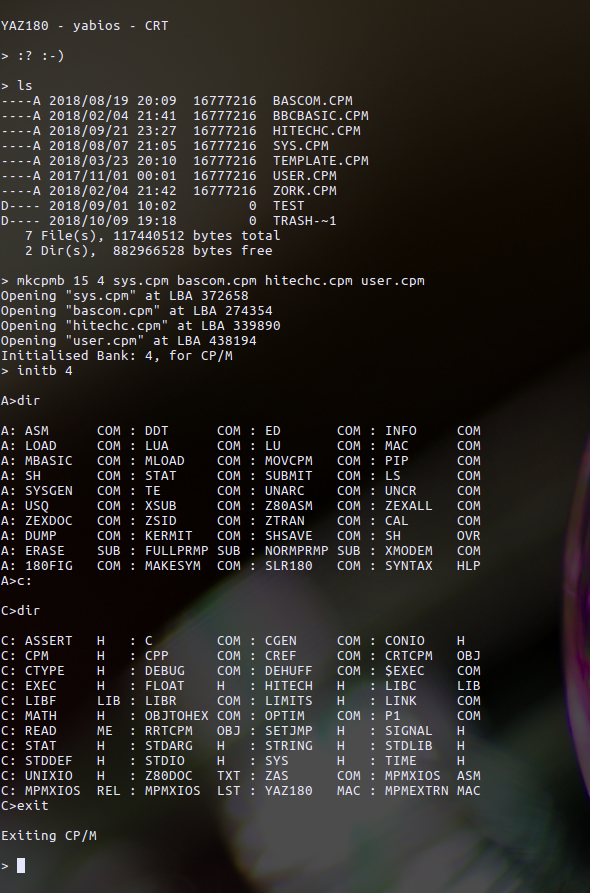 YAZ180 - yabios - CRT
> :? :-)
> ls
----A 2018/08/19 20:09  16777216  BASCOM.CPM
----A 2018/02/04 21:41  16777216  BBCBASIC.CPM
----A 2018/09/21 23:27  16777216  HITECHC.CPM
----A 2018/08/07 21:05  16777216  SYS.CPM
----A 2018/03/23 20:10  16777216  TEMPLATE.CPM
----A 2017/11/01 00:01  16777216  USER.CPM
----A 2018/02/04 21:42  16777216  ZORK.CPM
D---- 2018/09/01 10:02         0  TEST
D---- 2018/10/09 19:18         0  TRASH-~1
   7 File(s), 117440512 bytes total
   2 Dir(s),  882966528 bytes free
> mkcpmb 15 4 sys.cpm bascom.cpm hitechc.cpm user.cpm
Opening "sys.cpm" at LBA 372658
Opening "bascom.cpm" at LBA 274354
Opening "hitechc.cpm" at LBA 339890
Opening "user.cpm" at LBA 438194
Initialised Bank: 4, for CP/M
> initb 4
A>dir
A: ASM      COM : DDT      COM : ED       COM : INFO     COM
A: LOAD     COM : LUA      COM : LU       COM : MAC      COM
A: MBASIC   COM : MLOAD    COM : MOVCPM   COM : PIP      COM
A: SH       COM : STAT     COM : SUBMIT   COM : LS       COM
A: SYSGEN   COM : TE       COM : UNARC    COM : UNCR     COM
A: USQ      COM : XSUB     COM : Z80ASM   COM : ZEXALL   COM
A: ZEXDOC   COM : ZSID     COM : ZTRAN    COM : CAL      COM
A: DUMP     COM : KERMIT   COM : SHSAVE   COM : SH       OVR
A: ERASE    SUB : FULLPRMP SUB : NORMPRMP SUB : XMODEM   COM
A: 180FIG   COM : MAKESYM  COM : SLR180   COM : SYNTAX   HLP
A>c:
C>dir
C: ASSERT   H   : C        COM : CGEN     COM : CONIO    H
C: CPM      H   : CPP      COM : CREF     COM : CRTCPM   OBJ
C: CTYPE    H   : DEBUG    COM : DEHUFF   COM : $EXEC    COM
C: EXEC     H   : FLOAT    H   : HITECH   H   : LIBC     LIB
C: LIBF     LIB : LIBR     COM : LIMITS   H   : LINK     COM
C: MATH     H   : OBJTOHEX COM : OPTIM    COM : P1       COM
C: READ     ME  : RRTCPM   OBJ : SETJMP   H   : SIGNAL   H
C: STAT     H   : STDARG   H   : STRING   H   : STDLIB   H
C: STDDEF   H   : STDIO    H   : SYS      H   : TIME     H
C: UNIXIO   H   : Z80DOC   TXT : ZAS      COM : MPMXIOS  ASM
C: MPMXIOS  REL : MPMXIOS  LST : YAZ180   MAC : MPMEXTRN MAC
C>exit
Exiting CP/M
>